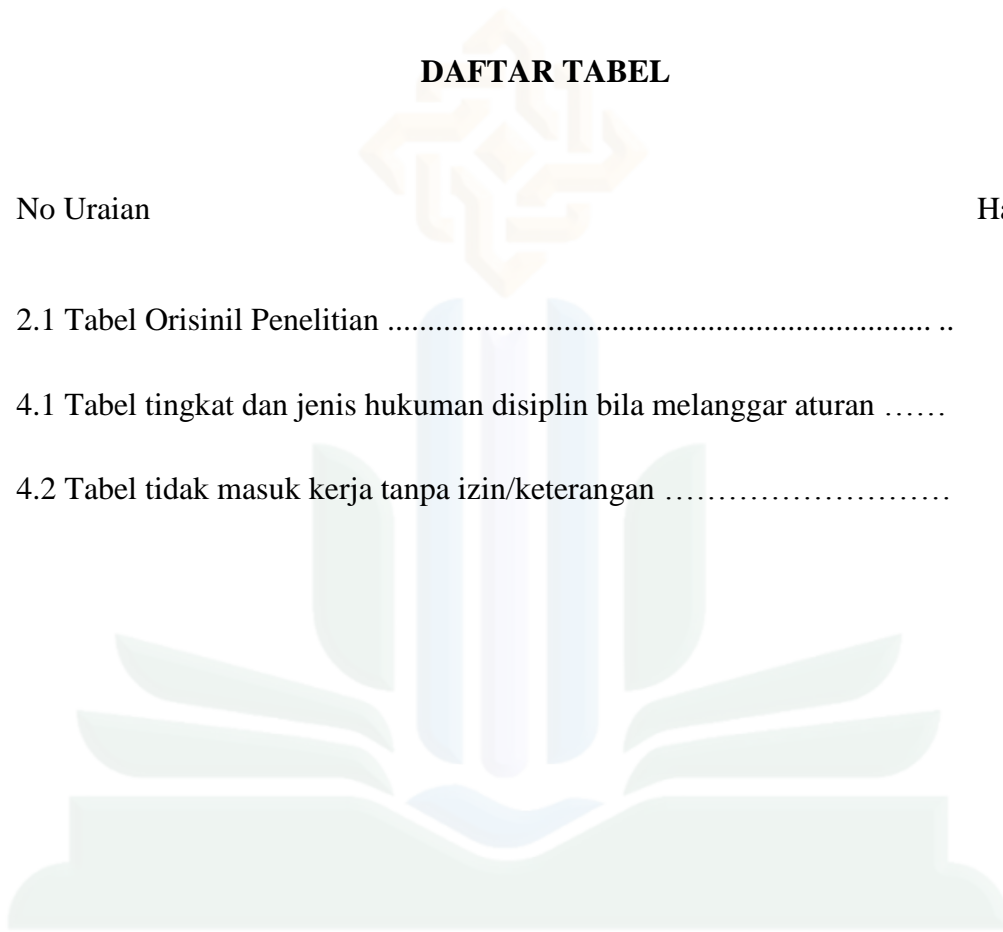 DAFTAR TABEL
No Uraian
2.1 Tabel Orisinil Penelitian ..................................................................... ..
4.1 Tabel tingkat dan jenis hukuman disiplin bila melanggar aturan ……
4.2 Tabel tidak masuk kerja tanpa izin/keterangan ………………………